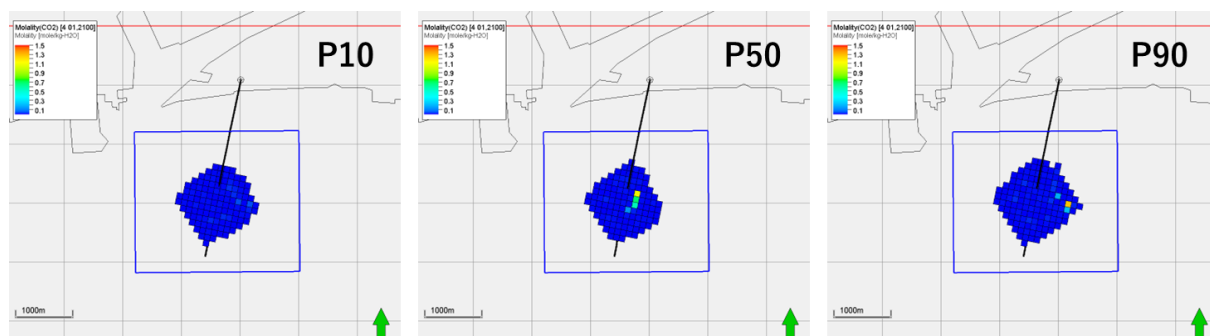 Molality(CO2) [4 01,2100]
Molality [mole/kg-H2O]
1.5
1.3
1.1
0.9
0.7
0.5
0.3
0.1
P10
1000m
Molality(CO2) [4 01,2100]
Molality [mole/kg-H2O]
1.5
1.3
1.1
0.9
0.7
0.5
0.3
0.1
P50
1000m
Molality(CO2) [4 01,2100]
Molality [mole/kg-H2O]
1.5
1.3
1.1
0.9
0.7
0.5
0.3
0.1
P90
1000m